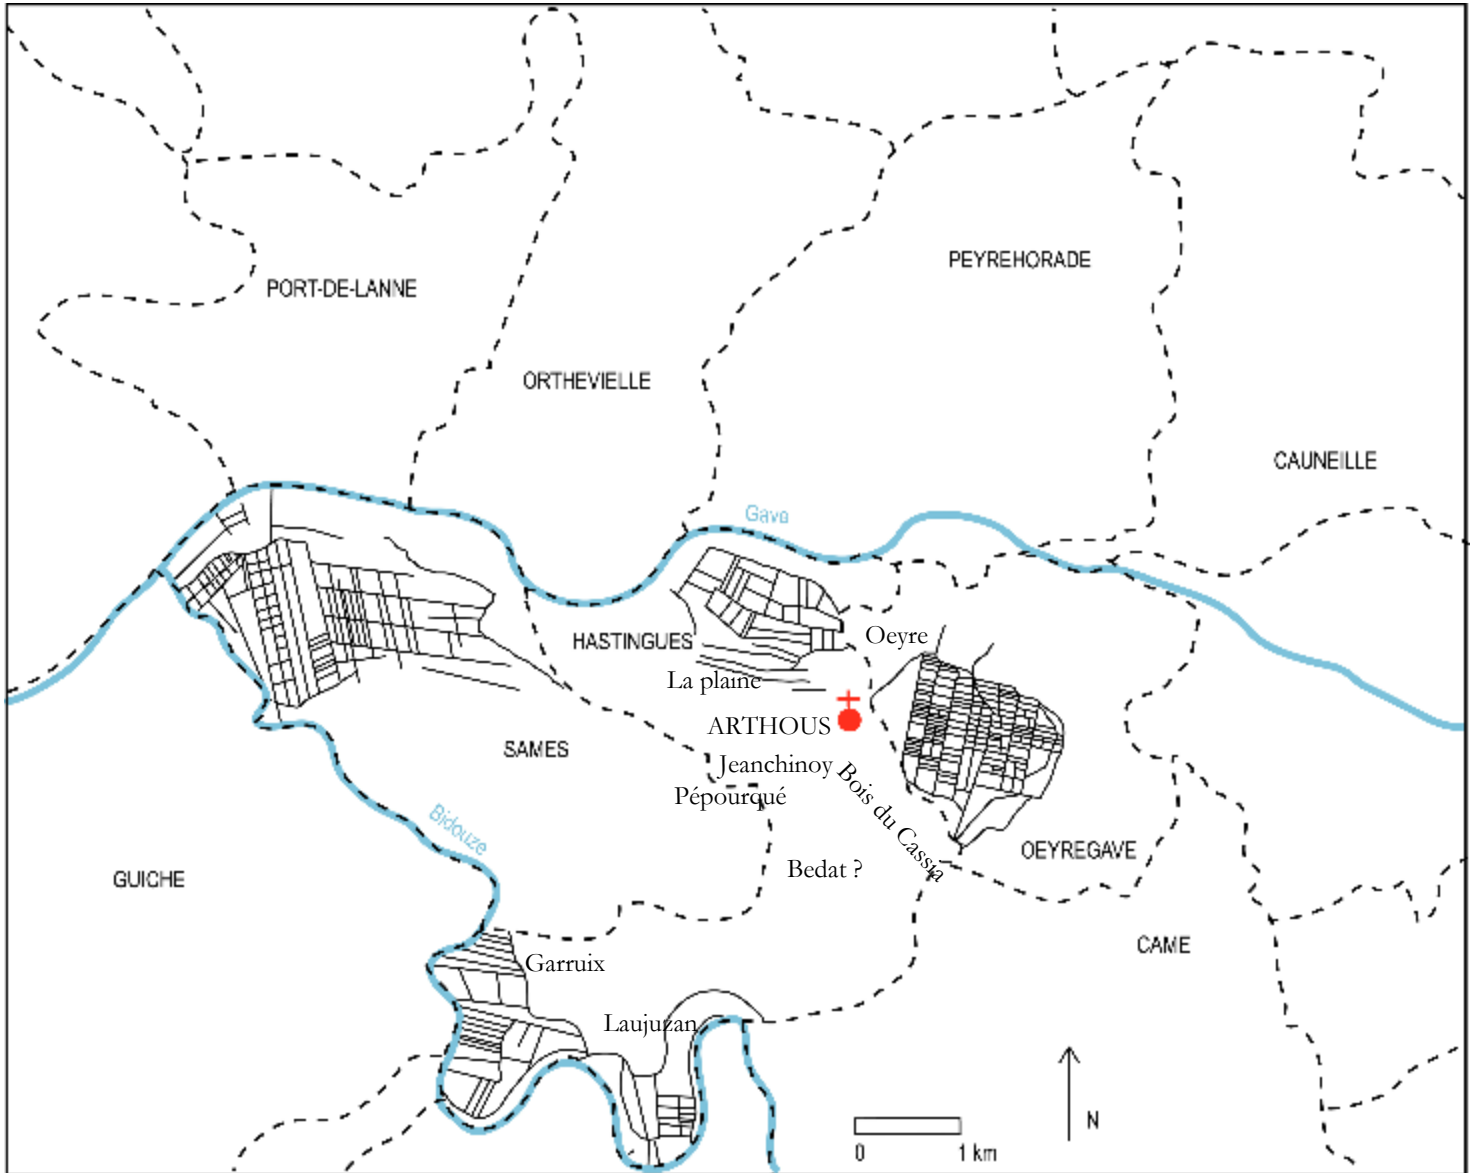 PEYREHORADE
PORT-DE-LANNE
ORTHEVIELLE
CAUNEILLE
Gave
Oeyre
HASTINGUES
La plaine
ARTHOUS
SAMES
Jeanchinoy
Pépourqué
Bois du Cassia
Bidouze
OEYREGAVE
Bedat ?
GUICHE
CAME
Garruix
Laujuzan
N
0 1 km